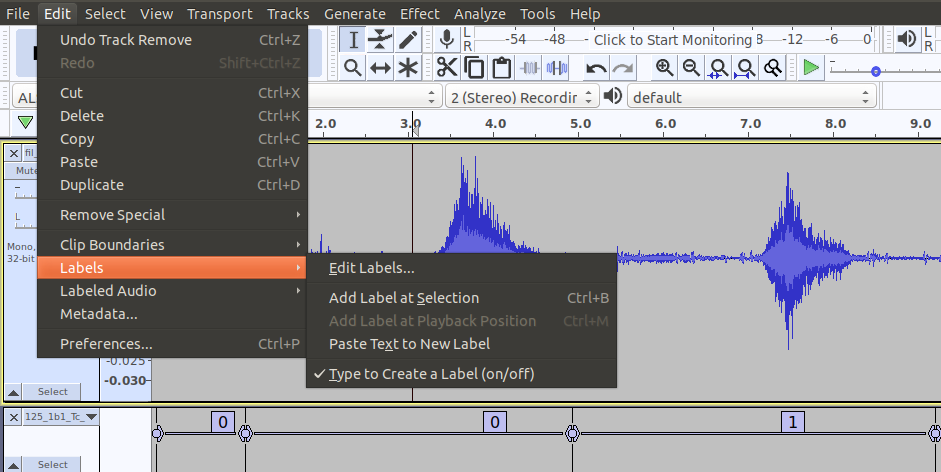 File Edit Select View Transport Tracks Generate Effect Analyze Tools Help
Undo Track Remove Ctrl+Z
Redo Shift+Ctrl+Z
Cut Ctrl+X
Delete Ctrl+K
Copy Ctrl+C
Paste Ctrl+V
Duplicate Ctrl+D
Remove Special
Clip Boundaries
Labels
Labeled Audio
Metadata...
Preferences... Ctrl+P
Edit Labels...
Add Label at Selection Ctrl+B
Add Label at Playback Position Ctrl+M
Paste Text to New Label
Type to Create a Label (on/off)
L
R
-54 -48 Click to Start Monitoring 8 -12 -6 0
L
R
2 (Stereo) Recordin
default
2.0 3.0 4.0 5.0 6.0 7.0 8.0 9.0
fil_
Mute
L
Mono,
32-bit
-0.025
-0.030
Select
125_1b1_Tc_
0 0 1
Select